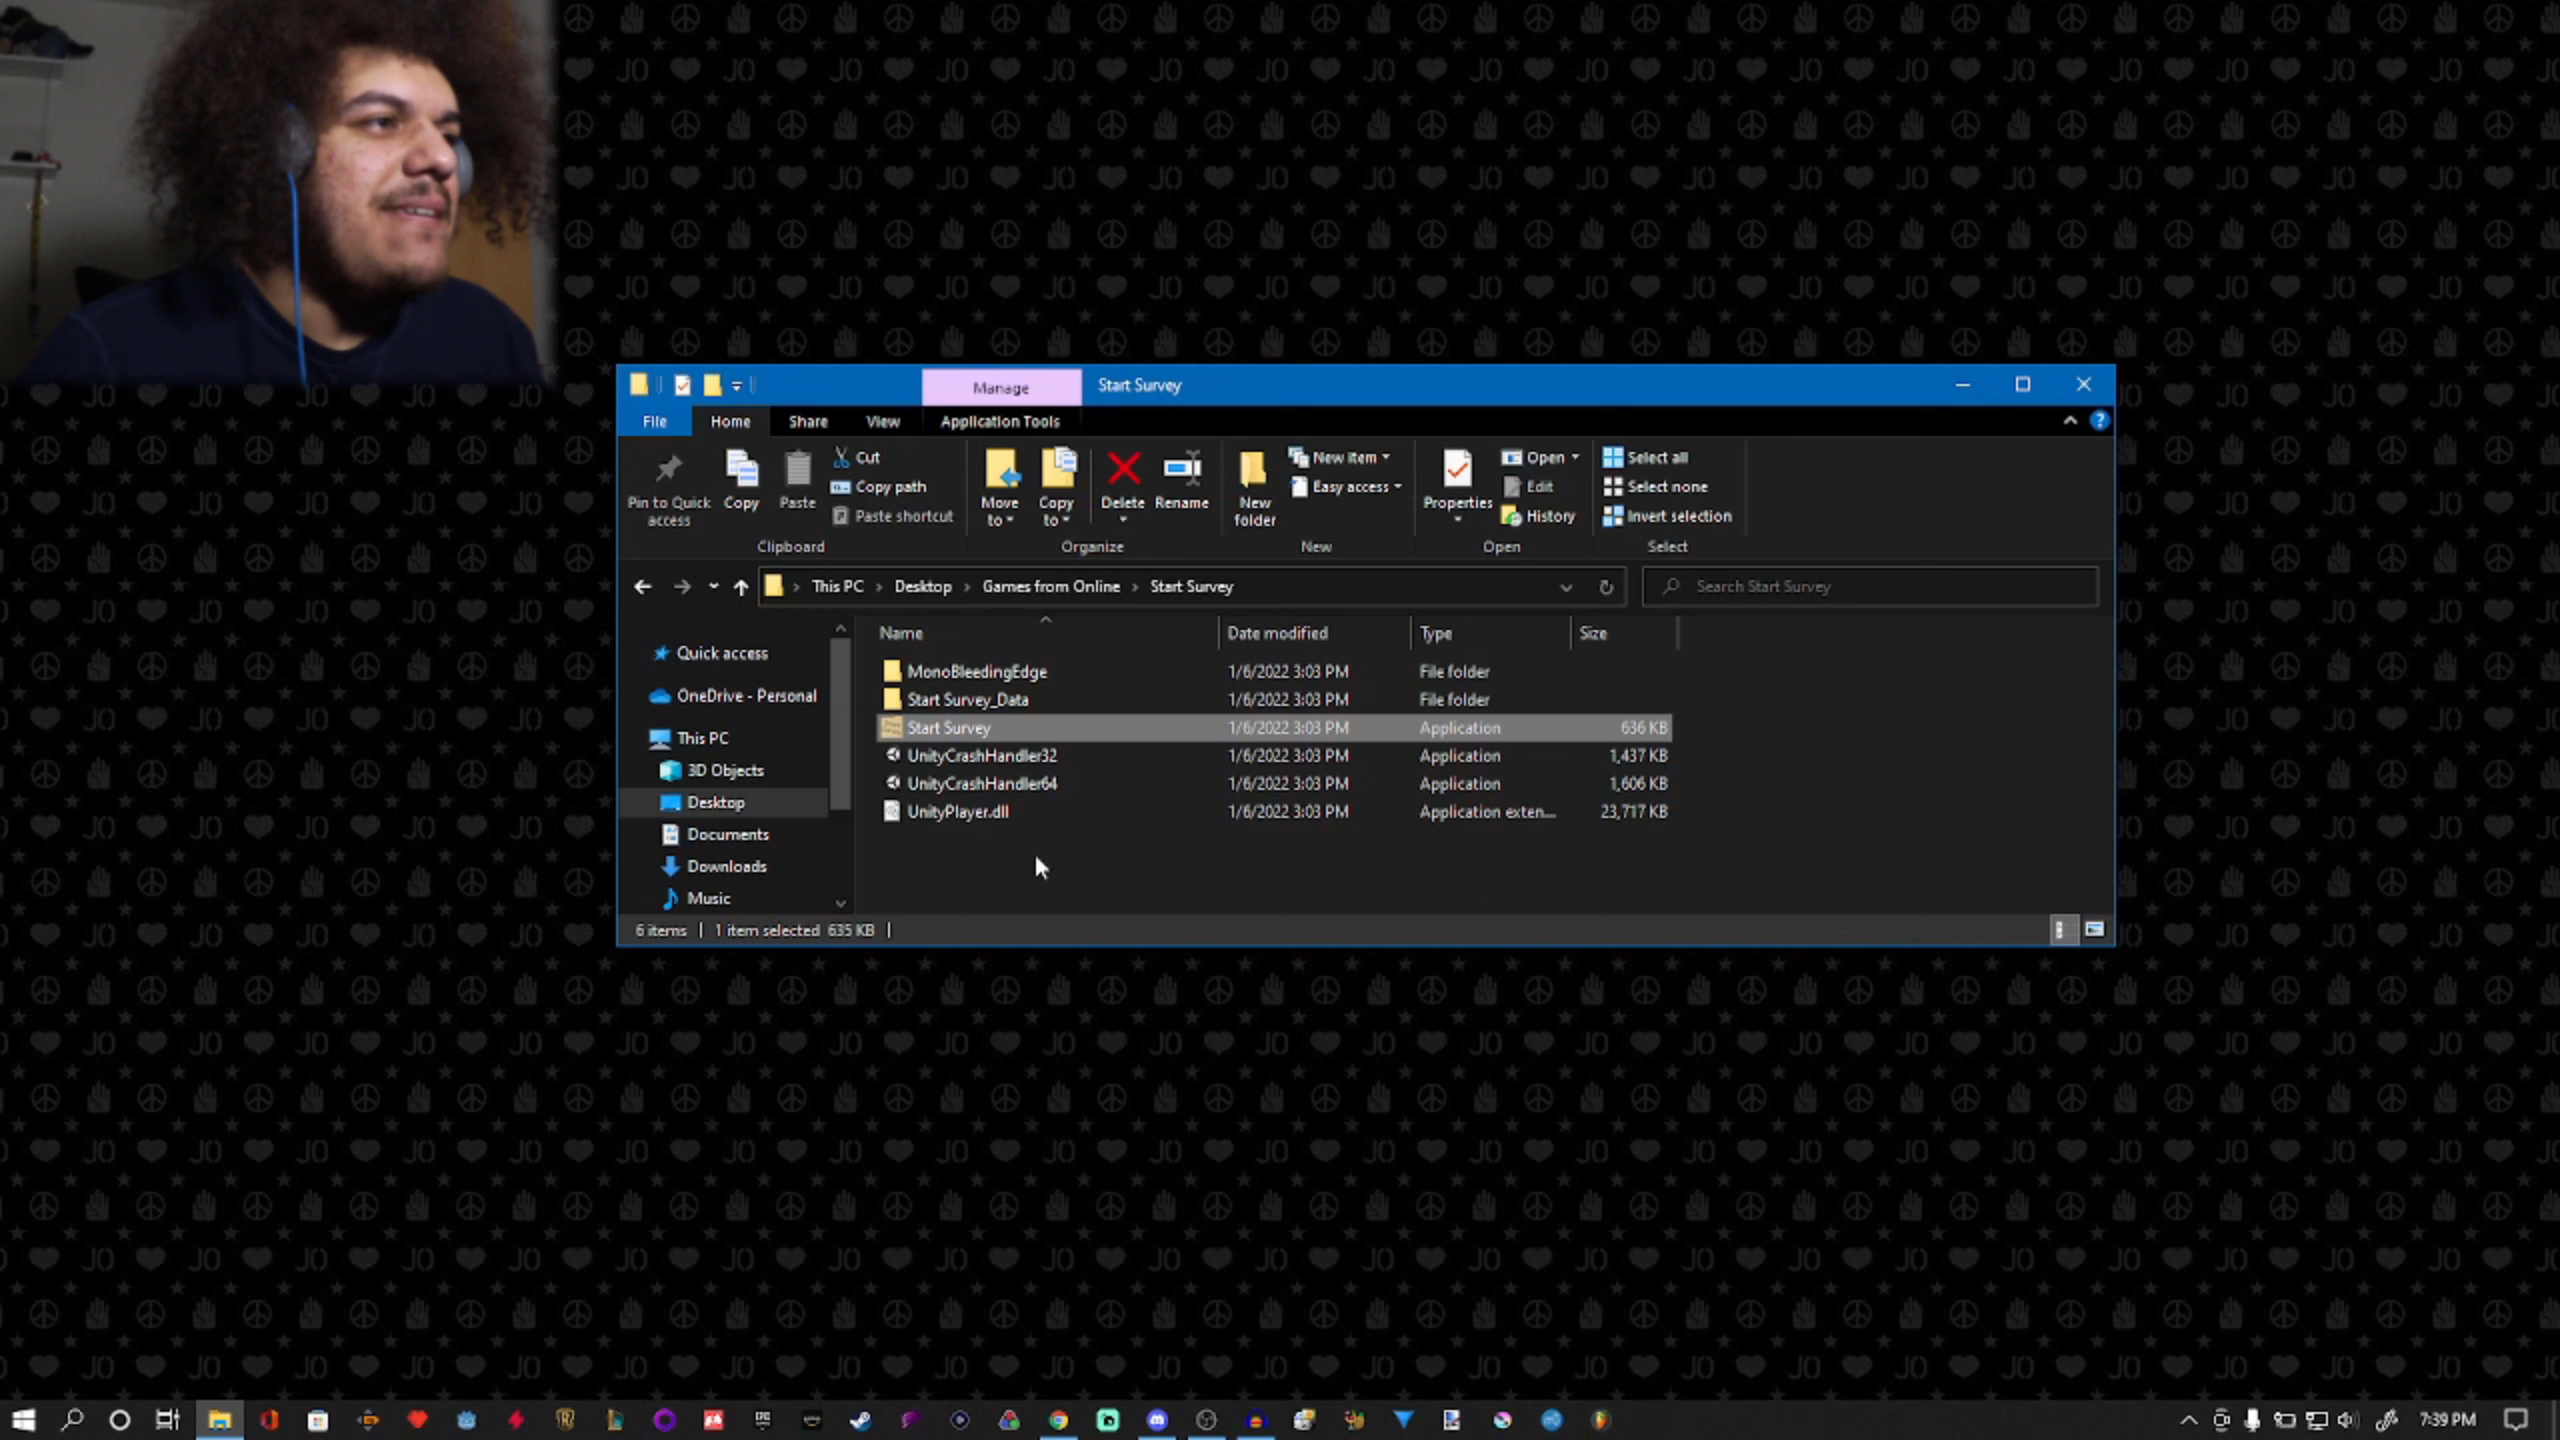 Manage
Start Survey
File
Home
Share
View
Application Tools
Pin to Quick access
Copy
Paste
Cut
Copy path
Paste shortcut
Clipboard
Move to
Copy to
Delete
Rename
Organize
New folder
New item
Easy access
New
Properties
Open
Edit
History
Open
Select all
Select none
Invert selection
Select
This PC > Desktop > Games from Online > Start Survey
Search Start Survey
Quick access
OneDrive - Personal
This PC
3D Objects
Desktop
Documents
Downloads
Music
Name Date modified Type Size
MonoBleedingEdge 1/6/2022 3:03 PM File folder
Start Survey_Data 1/6/2022 3:03 PM File folder
Start Survey 1/6/2022 3:03 PM Application 636 KB
UnityCrashHandler32 1/6/2022 3:03 PM Application 1,437 KB
UnityCrashHandler64 1/6/2022 3:03 PM Application 1,606 KB
UnityPlayer.dll 1/6/2022 3:03 PM Application exten... 23,717 KB
6 items | 1 item selected 635 KB |
7:39 PM